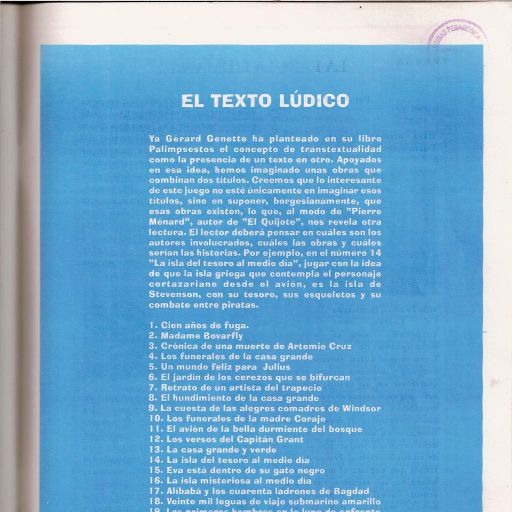 DAD PEDAGÓGICA
EL TEXTO LÚDICO
Ya Gérard Genette ha planteado en su libro
Palimpsestos el concepto de transtextualidad
como la presencia de un texto en otro. Apoyados
en esa idea, hemos imaginado unas obras que
combinan dos títulos. Creemos que lo interesante
de este juego no esté únicamente en imaginar esos
títulos, sino en suponer, borgesianamente, que
esas obras existen, lo que, al modo de "Pierre
Ménard", autor de "El Quijote", nos revela otra
lectura. El lector deberá pensar en cuáles son los
autores involucrados, cuáles las obras y cuáles
serían las historias. Por ejemplo, en el número 14
"La isla del tesoro al medio día", jugar con la idea
de que la isla griega que contempla el personaje
cortazariano desde el avión, es la isla de
Stevenson, con su tesoro, sus esqueletos y su
combate entre piratas.
1. Cien años de fuga.
2. Madame Bovarfly
3. Crónica de una muerte de Artemio Cruz
4. Los funerales de la casa grande
5. Un mundo feliz para Julius
6. El jardín de los cerezos que se bifurcan
7. Retrato de un artista del trapecio
8. El hundimiento de la casa grande
9. La cuesta de las alegres comadres de Windsor
10. Los funerales de la madre Coraje
11. El avión de la bella durmiente del bosque
12. Los versos del Capitán Grant
13. La casa grande y verde
14. La isla del tesoro al medio día
15. Eva está dentro de su gato negro
16. La isla misteriosa al medio día
17. Alibabá y los cuarenta ladrones de Bagdad
18. Veinte mil leguas de viaje submarino amarillo
19. Los primeros hombres en la luna de enfrente